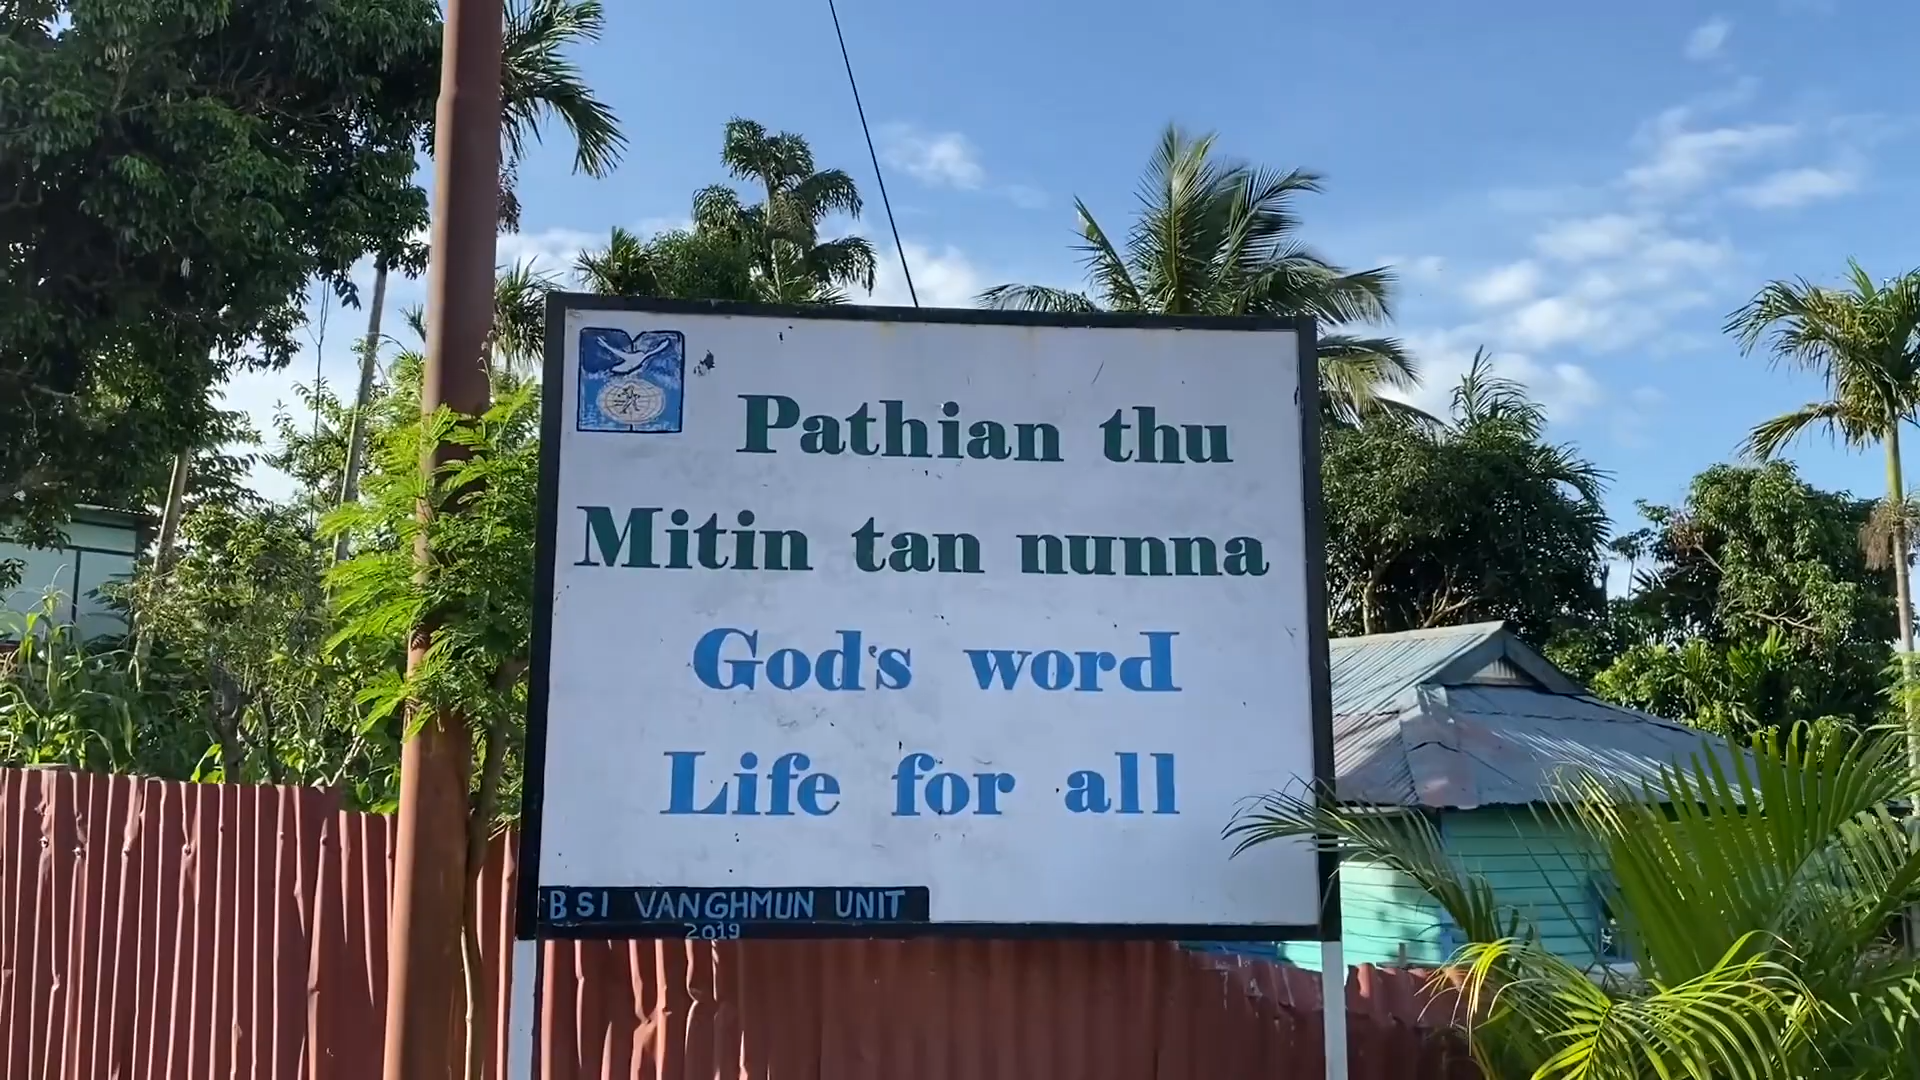 Pathian thu
Mitin tan nunna
God's word
Life for all
BSI VANGHMUN UNIT
2019